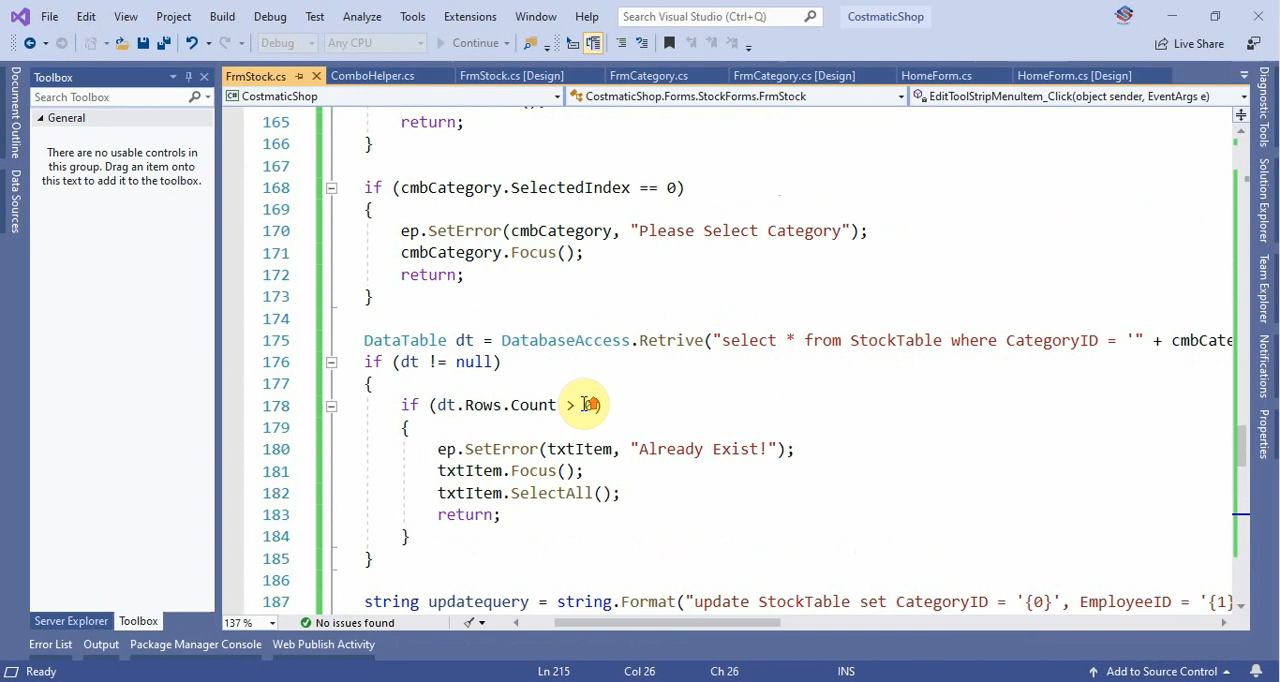 File Edit View Project Build Debug Test Analyze Tools Extensions Window Help Search Visual Studio (Ctrl+Q) CostmaticShop
Debug Any CPU Continue Live Share
Document Outline
Data Sources
Toolbox
Search Toolbox
General
There are no usable controls in
this group. Drag an item onto
this text to add it to the toolbox.
Server Explorer Toolbox
FrmStock.cs ComboHelper.cs FrmStock.cs [Design] FrmCategory.cs FrmCategory.cs [Design] HomeForm.cs HomeForm.cs [Design]
CostmaticShop CostmaticShop.Forms.StockForms.FrmStock EditToolStripMenuItem_Click(object sender, EventArgs e)
165 return;
166 }
167
168 if (cmbCategory.SelectedIndex == 0)
169 {
170 ep.SetError(cmbCategory, "Please Select Category");
171 cmbCategory.Focus();
172 return;
173 }
174
175 DataTable dt = DatabaseAccess.Retrive("select * from StockTable where CategoryID = '" + cmbCate
176 if (dt != null)
177 {
178 if (dt.Rows.Count > 0)
179 {
180 ep.SetError(txtItem, "Already Exist!");
181 txtItem.Focus();
182 txtItem.SelectAll();
183 return;
184 }
185 }
186
187 string updatequery = string.Format("update StockTable set CategoryID = '{0}', EmployeeID = '{1}
137 % No issues found
Diagnostic Tools
Solution Explorer
Team Explorer
Notifications
Properties
Error List Output Package Manager Console Web Publish Activity
Ready Ln 215 Col 26 Ch 26 INS Add to Source Control